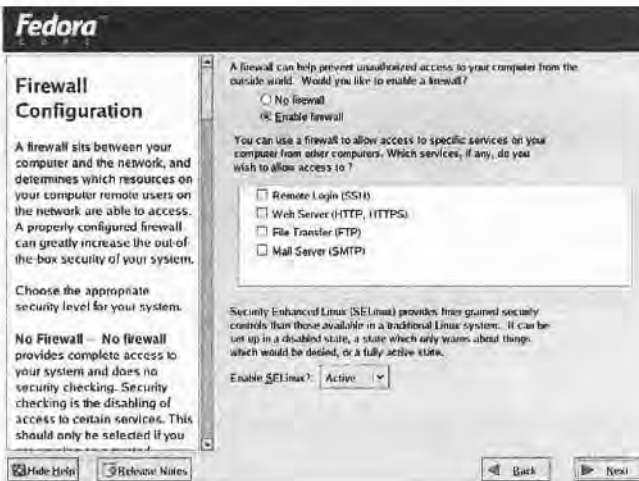 Fedora
CORE
Firewall
Configuration
A firewall sits between your
computer and the network, and
determines which resources on
your computer remote users on
the network are able to access.
A properly configured firewall
can greatly increase the out-of-
the-box security of your system.
Choose the appropriate
security level for your system.
No Firewall — No firewall
provides complete access to
your system and does no
security checking. Security
checking is the disabling of
access to certain services. This
should only be selected if you
A firewall can help prevent unauthorized access to your computer from the
outside world. Would you like to enable a firewall?
No firewall
Enable firewall
You can use a firewall to allow access to specific services on your
computer from other computers. Which services, if any, do you
wish to allow access to ?
Remote Login (SSH)
Web Server (HTTP, HTTPS)
File Transfer (FTP)
Mail Server (SMTP)
Security Enhanced Linux (SELinux) provides finer grained security
controls than those available in a traditional Linux system. It can be
set up in a disabled state, a state which only warns about things
which would be denied, or a fully active state.
Enable SELinux?: Active
Hide Help
Release Notes
Back
Next